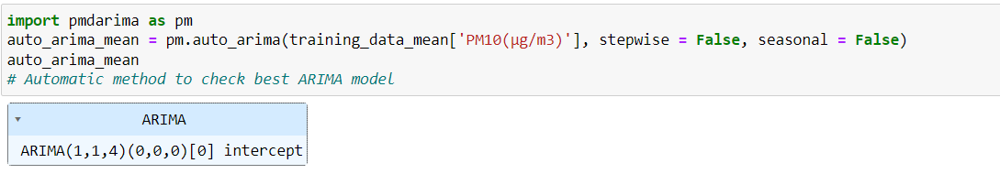 import pmdarima as pm
auto_arima_mean = pm.auto_arima(training_data_mean['PM10(µg/m3)'], stepwise = False, seasonal = False)
auto_arima_mean
# Automatic method to check best ARIMA model
▾ ARIMA
ARIMA(1,1,4)(0,0,0)[0] intercept